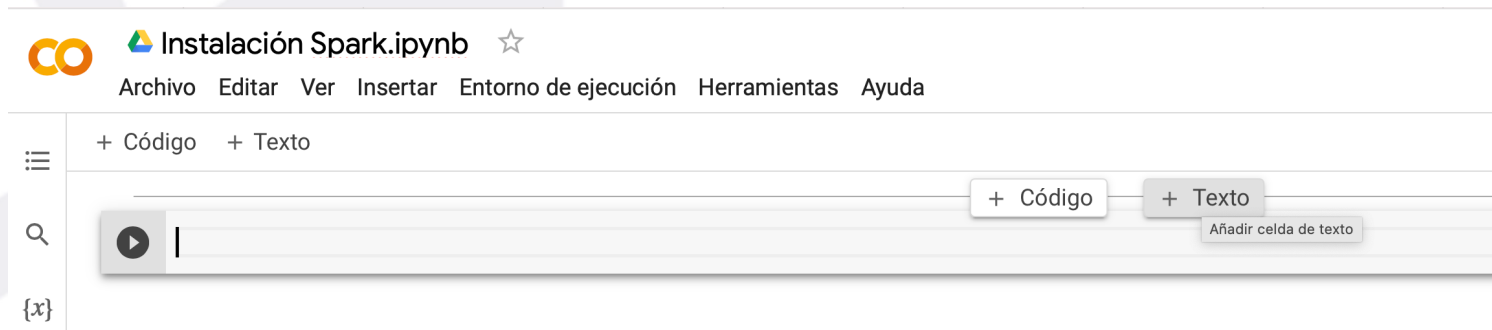 Instalación Spark.ipynb
Archivo Editar Ver Insertar Entorno de ejecución Herramientas Ayuda
+ Código + Texto
+ Código + Texto
Añadir celda de texto
{x}